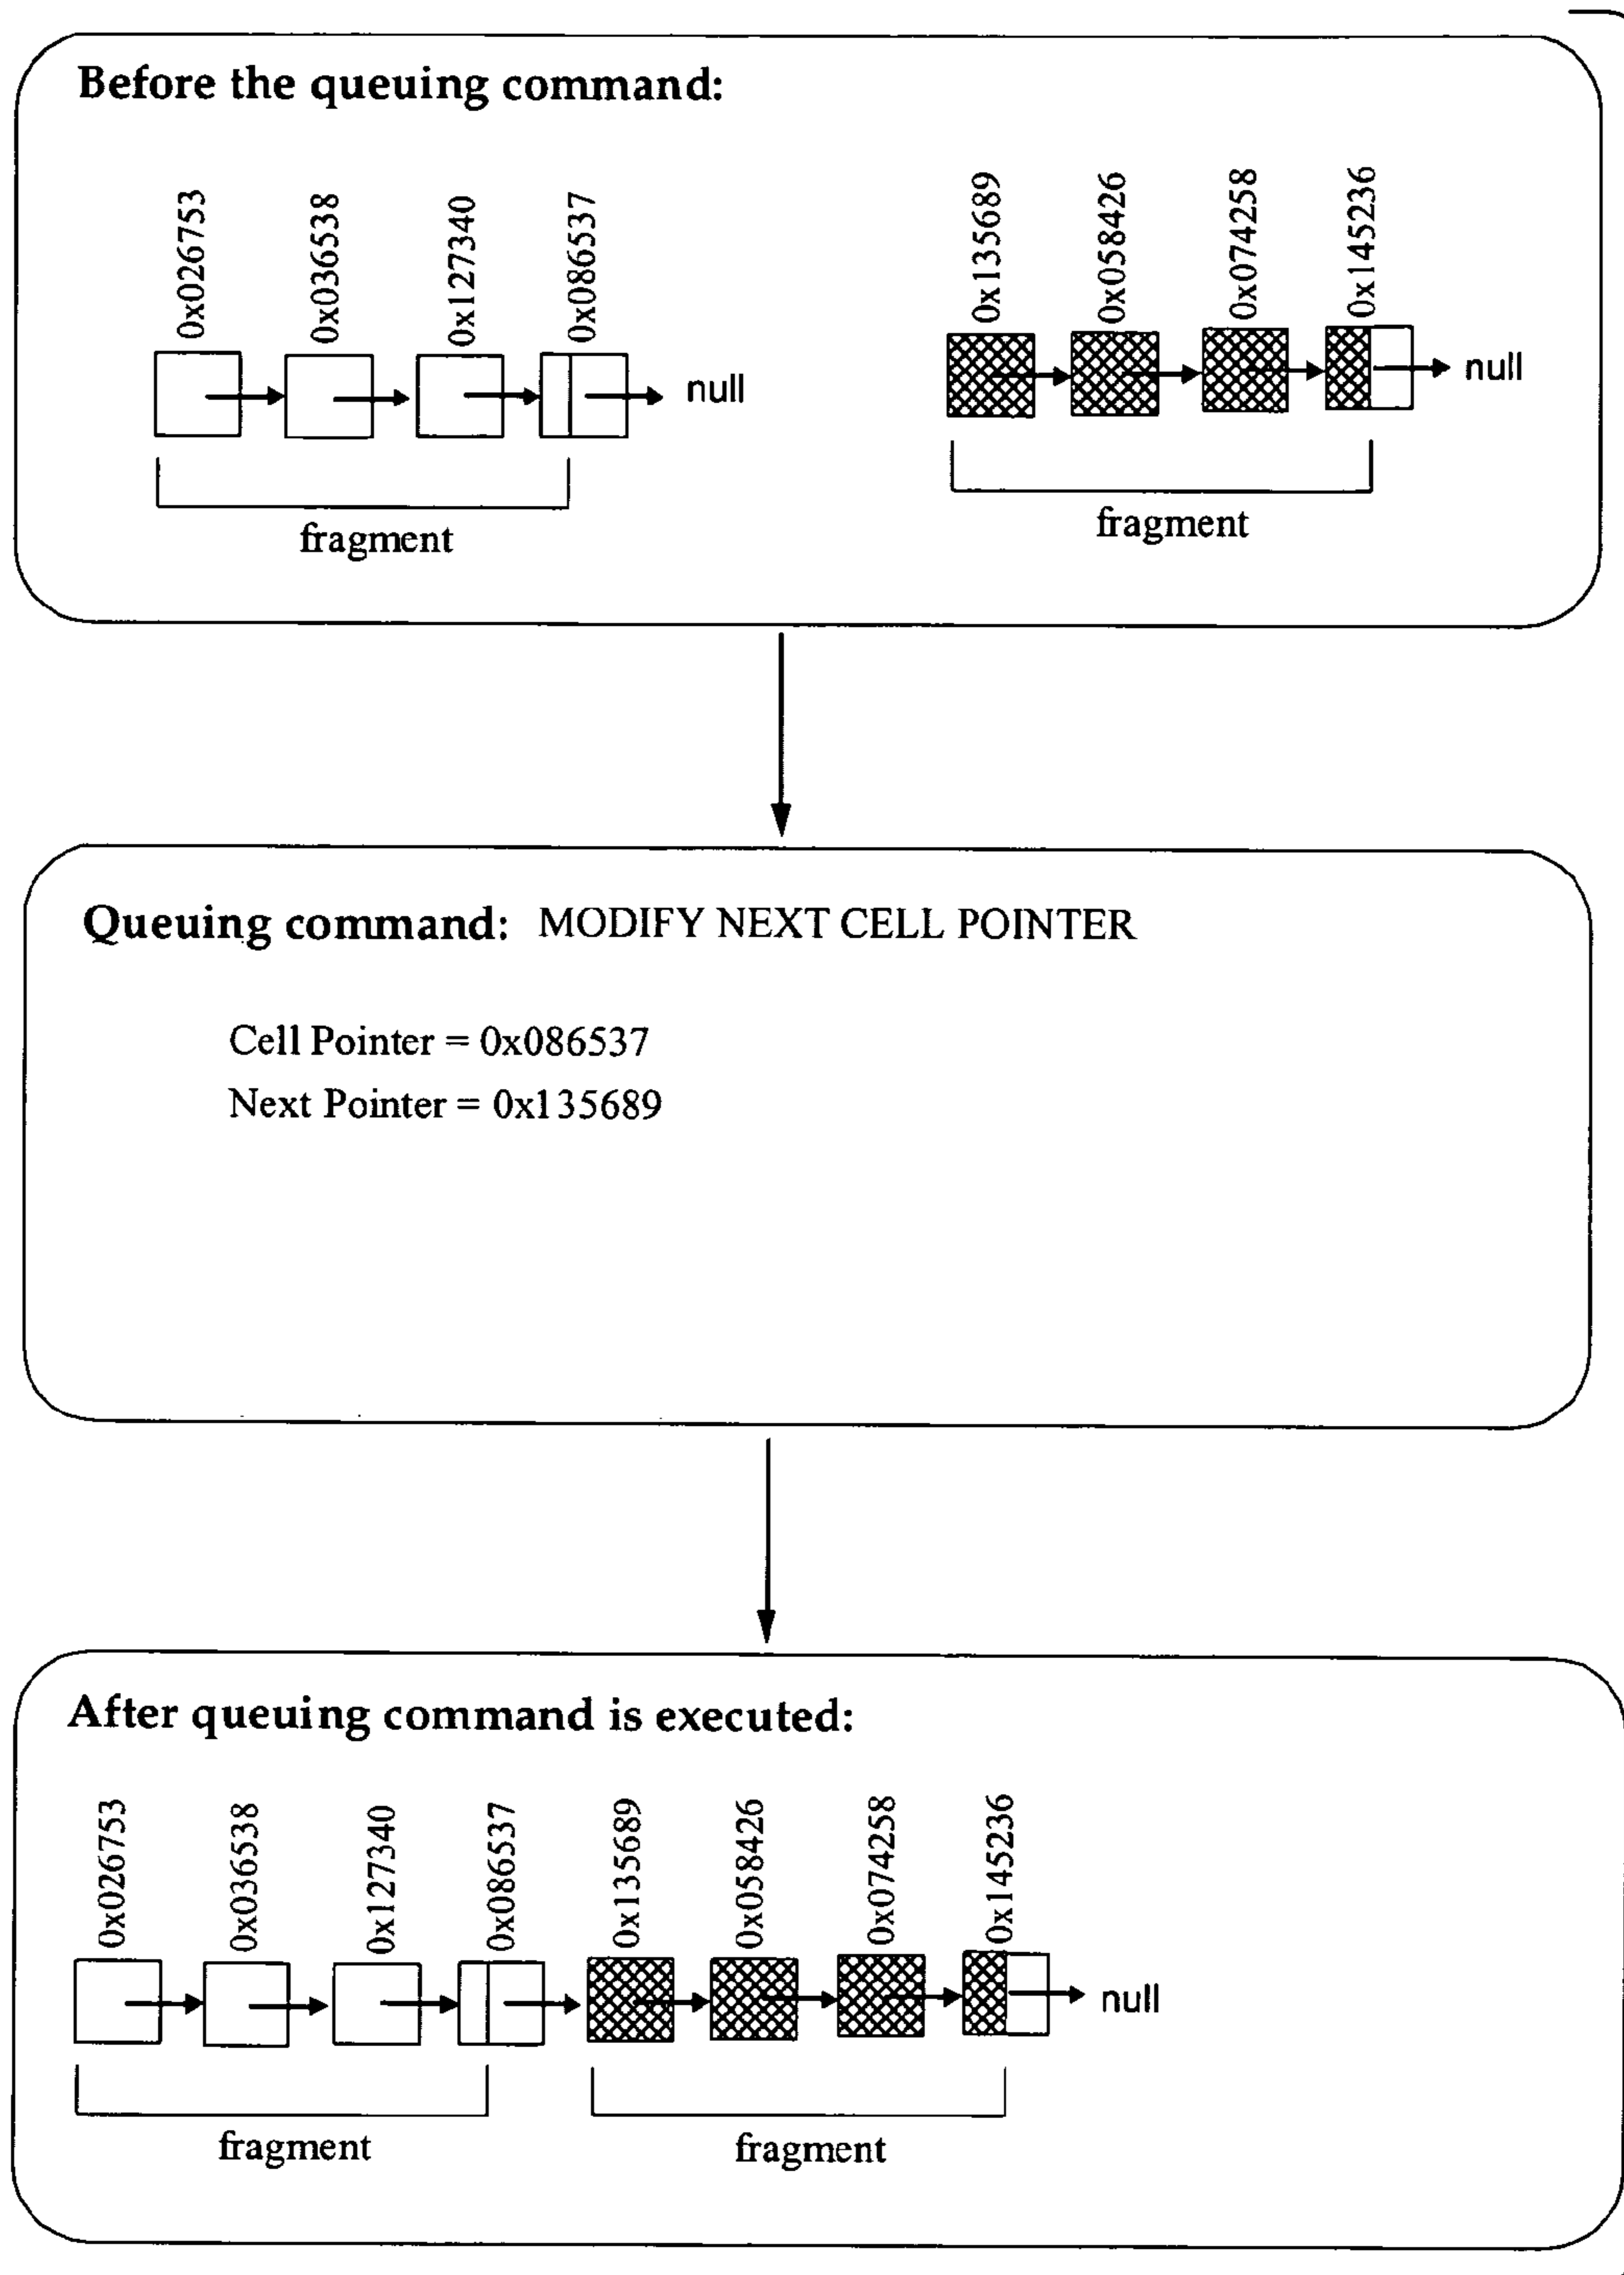 Before the queuing command:
0x026753
0x036538
0x127340
0x086537
null
fragment
0x135689
0x058426
0x074258
0x145236
null
fragment
Queuing command: MODIFY NEXT CELL POINTER
Cell Pointer = 0x086537
Next Pointer = 0x135689
After queuing command is executed:
0x026753
0x036538
0x127340
0x086537
0x135689
0x058426
0x074258
0x145236
null
fragment
fragment